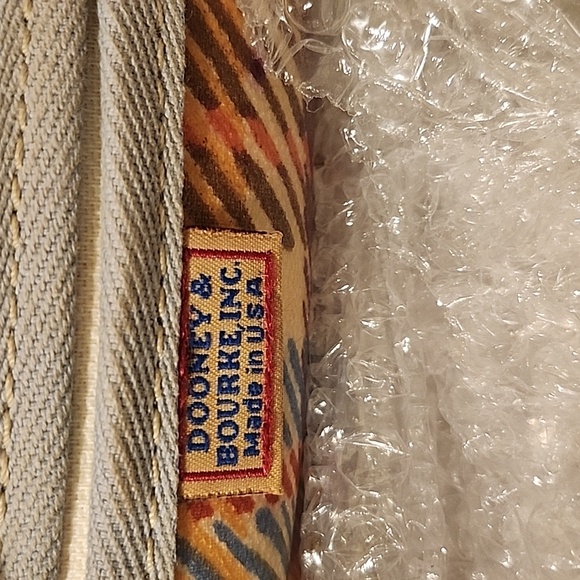 DOONEY &
BOURKE, INC.
Made in USA